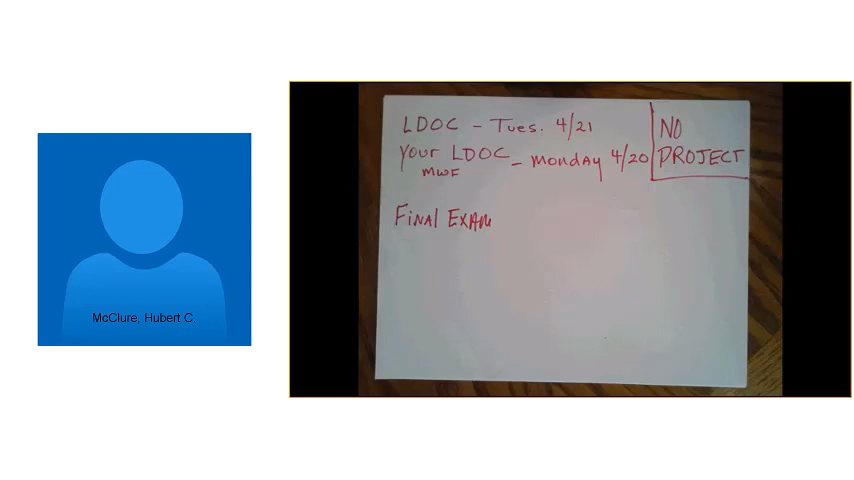 LDOC - Tues. 4/21
Your LDOC - Monday 4/20
MWF
NO
PROJECT
Final Exam
McClure, Hubert C.